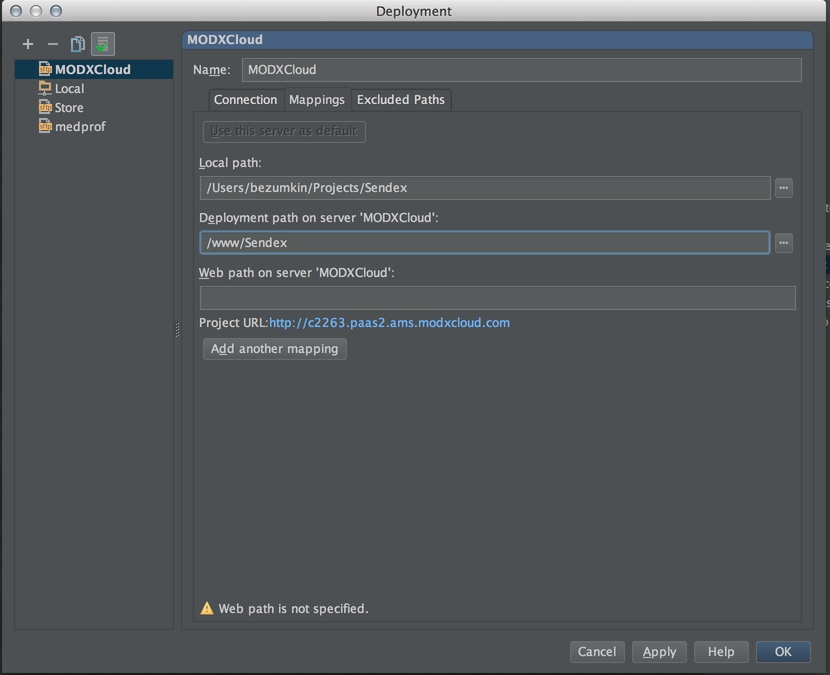 Deployment
MODXCloud
Local
Store
medprof
MODXCloud
Name: MODXCloud
Connection Mappings Excluded Paths
Use this server as default
Local path:
/Users/bezumkin/Projects/Sendex
Deployment path on server 'MODXCloud':
/www/Sendex
Web path on server 'MODXCloud':
Project URL:http://c2263.paas2.ams.modxcloud.com
Add another mapping
Web path is not specified.
Cancel Apply Help OK